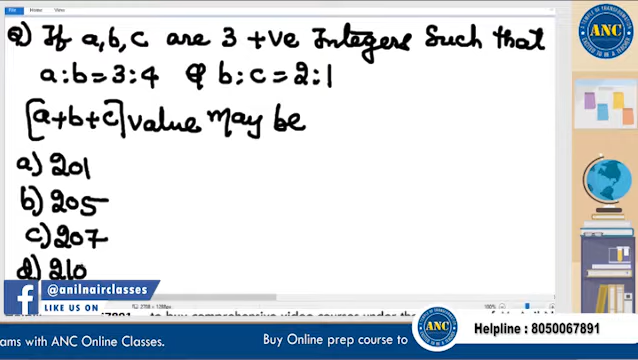 Q) If a, b, c are 3 +ve Integers Such that
a:b = 3:4 & b:c = 2:1
[a+b+c] value may be
a) 201
b) 205
c) 207
d) 210
ANC
@anilnairclasses
LIKE US ON
ams with ANC Online Classes.
Buy Online prep course to
ANC
Helpline : 8050067891